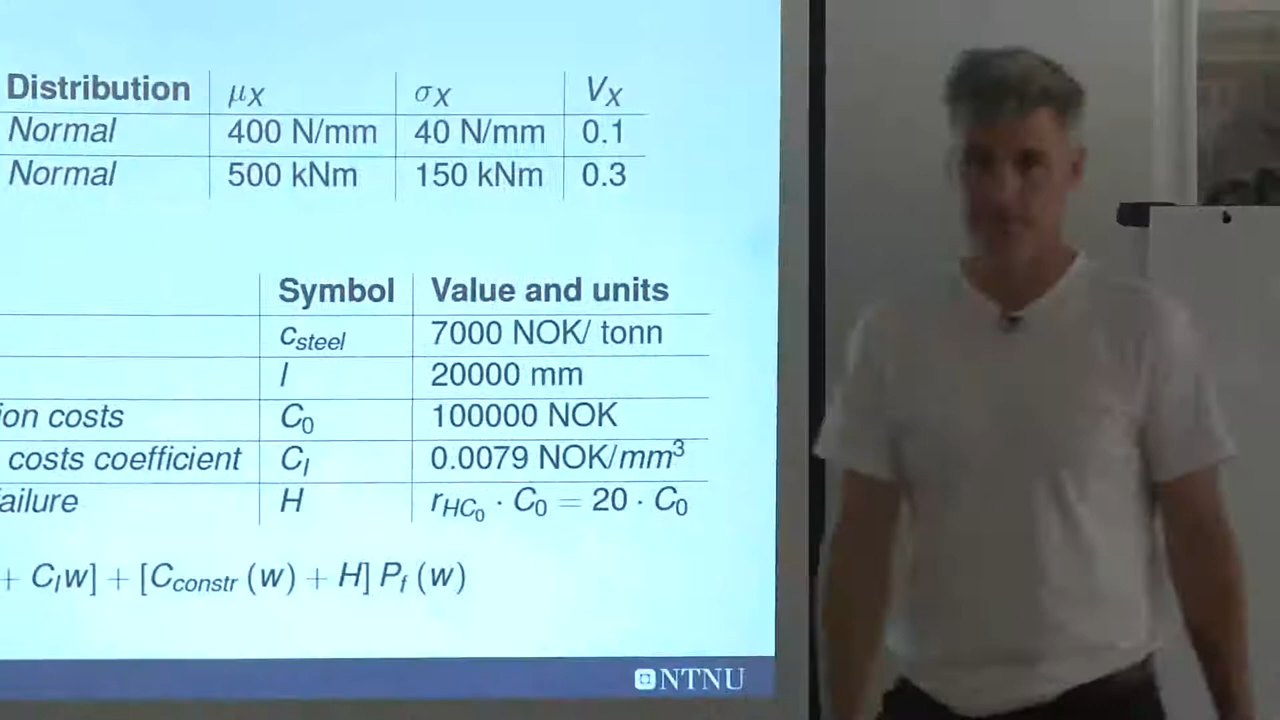 Distribution μX σX VX
Normal 400 N/mm 40 N/mm 0.1
Normal 500 kNm 150 kNm 0.3
Symbol Value and units
csteel 7000 NOK/ tonn
l 20000 mm
ion costs C0 100000 NOK
costs coefficient CI 0.0079 NOK/mm³
ailure H rHC0 · C0 = 20 · C0
+ CIw] + [Cconstr (w) + H] Pf (w)
NTNU